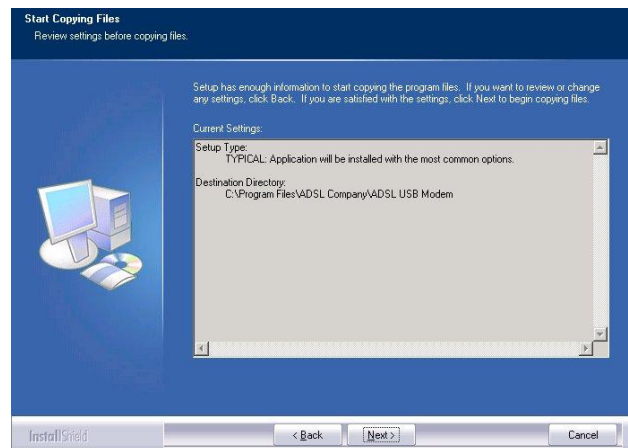 Start Copying Files
Review settings before copying files.
Setup has enough information to start copying the program files. If you want to review or change
any settings, click Back. If you are satisfied with the settings, click Next to begin copying files.
Current Settings:
Setup Type:
TYPICAL: Application will be installed with the most common options.
Destination Directory:
C:\Program Files\ADSL Company\ADSL USB Modem
InstallShield
< Back
Next >
Cancel